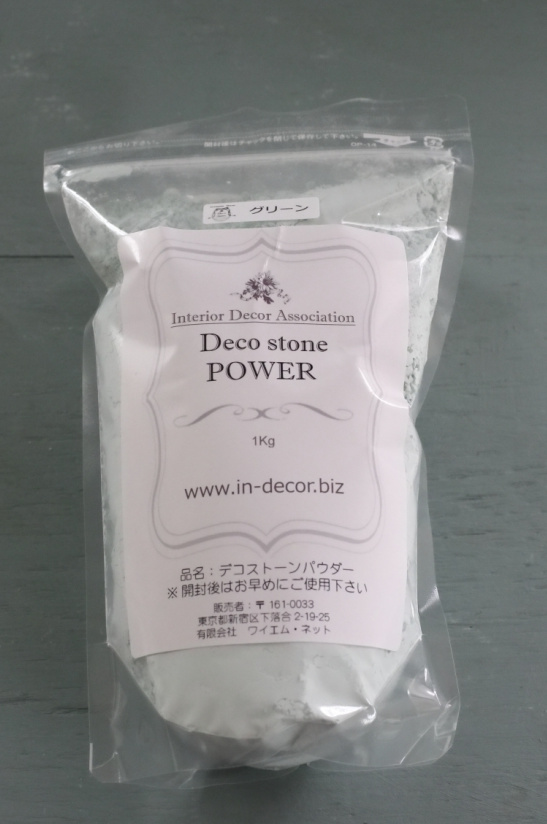 グリーン
Interior Decor Association
Deco stone
POWER
1Kg
www.in-decor.biz
品名：デコストーンパウダー
※開封後はお早めにご使用下さい
販売者：〒161-0033
東京都新宿区下落合2-19-25
有限会社 ワイエム・ネット